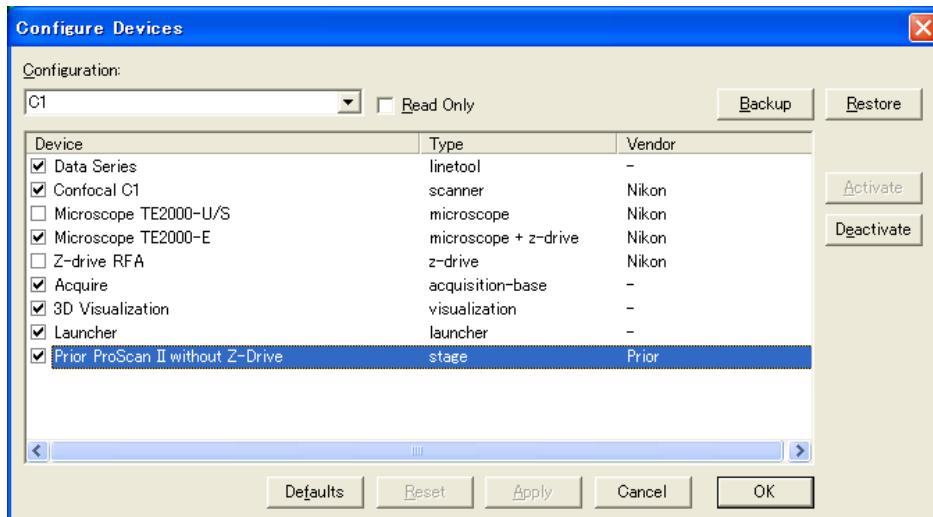 Configure Devices
Configuration:
C1 Read Only Backup Restore
Device Type Vendor
Data Series linetool –
Confocal C1 scanner Nikon
Activate
Microscope TE2000-U/S microscope Nikon
Microscope TE2000-E microscope + z-drive Nikon
Deactivate
Z-drive RFA z-drive Nikon
Acquire acquisition-base –
3D Visualization visualization –
Launcher launcher –
Prior ProScan II without Z-Drive stage Prior
Defaults Reset Apply Cancel OK